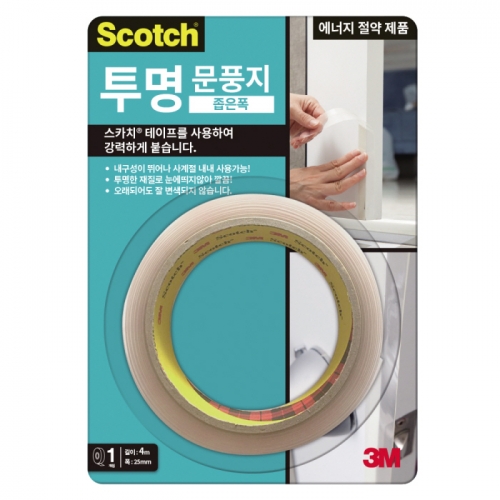 Scotch
에너지 절약 제품
투명 문풍지
좁은폭
스카치® 테이프를 사용하여
강력하게 붙습니다.
• 내구성이 뛰어나 사계절 내내 사용가능!
• 투명한 재질로 눈에띄지않아 깔끔!
• 오래되어도 잘 변색되지 않습니다.
Scotch
1 개입
길이 : 4m
폭 : 25mm
3M